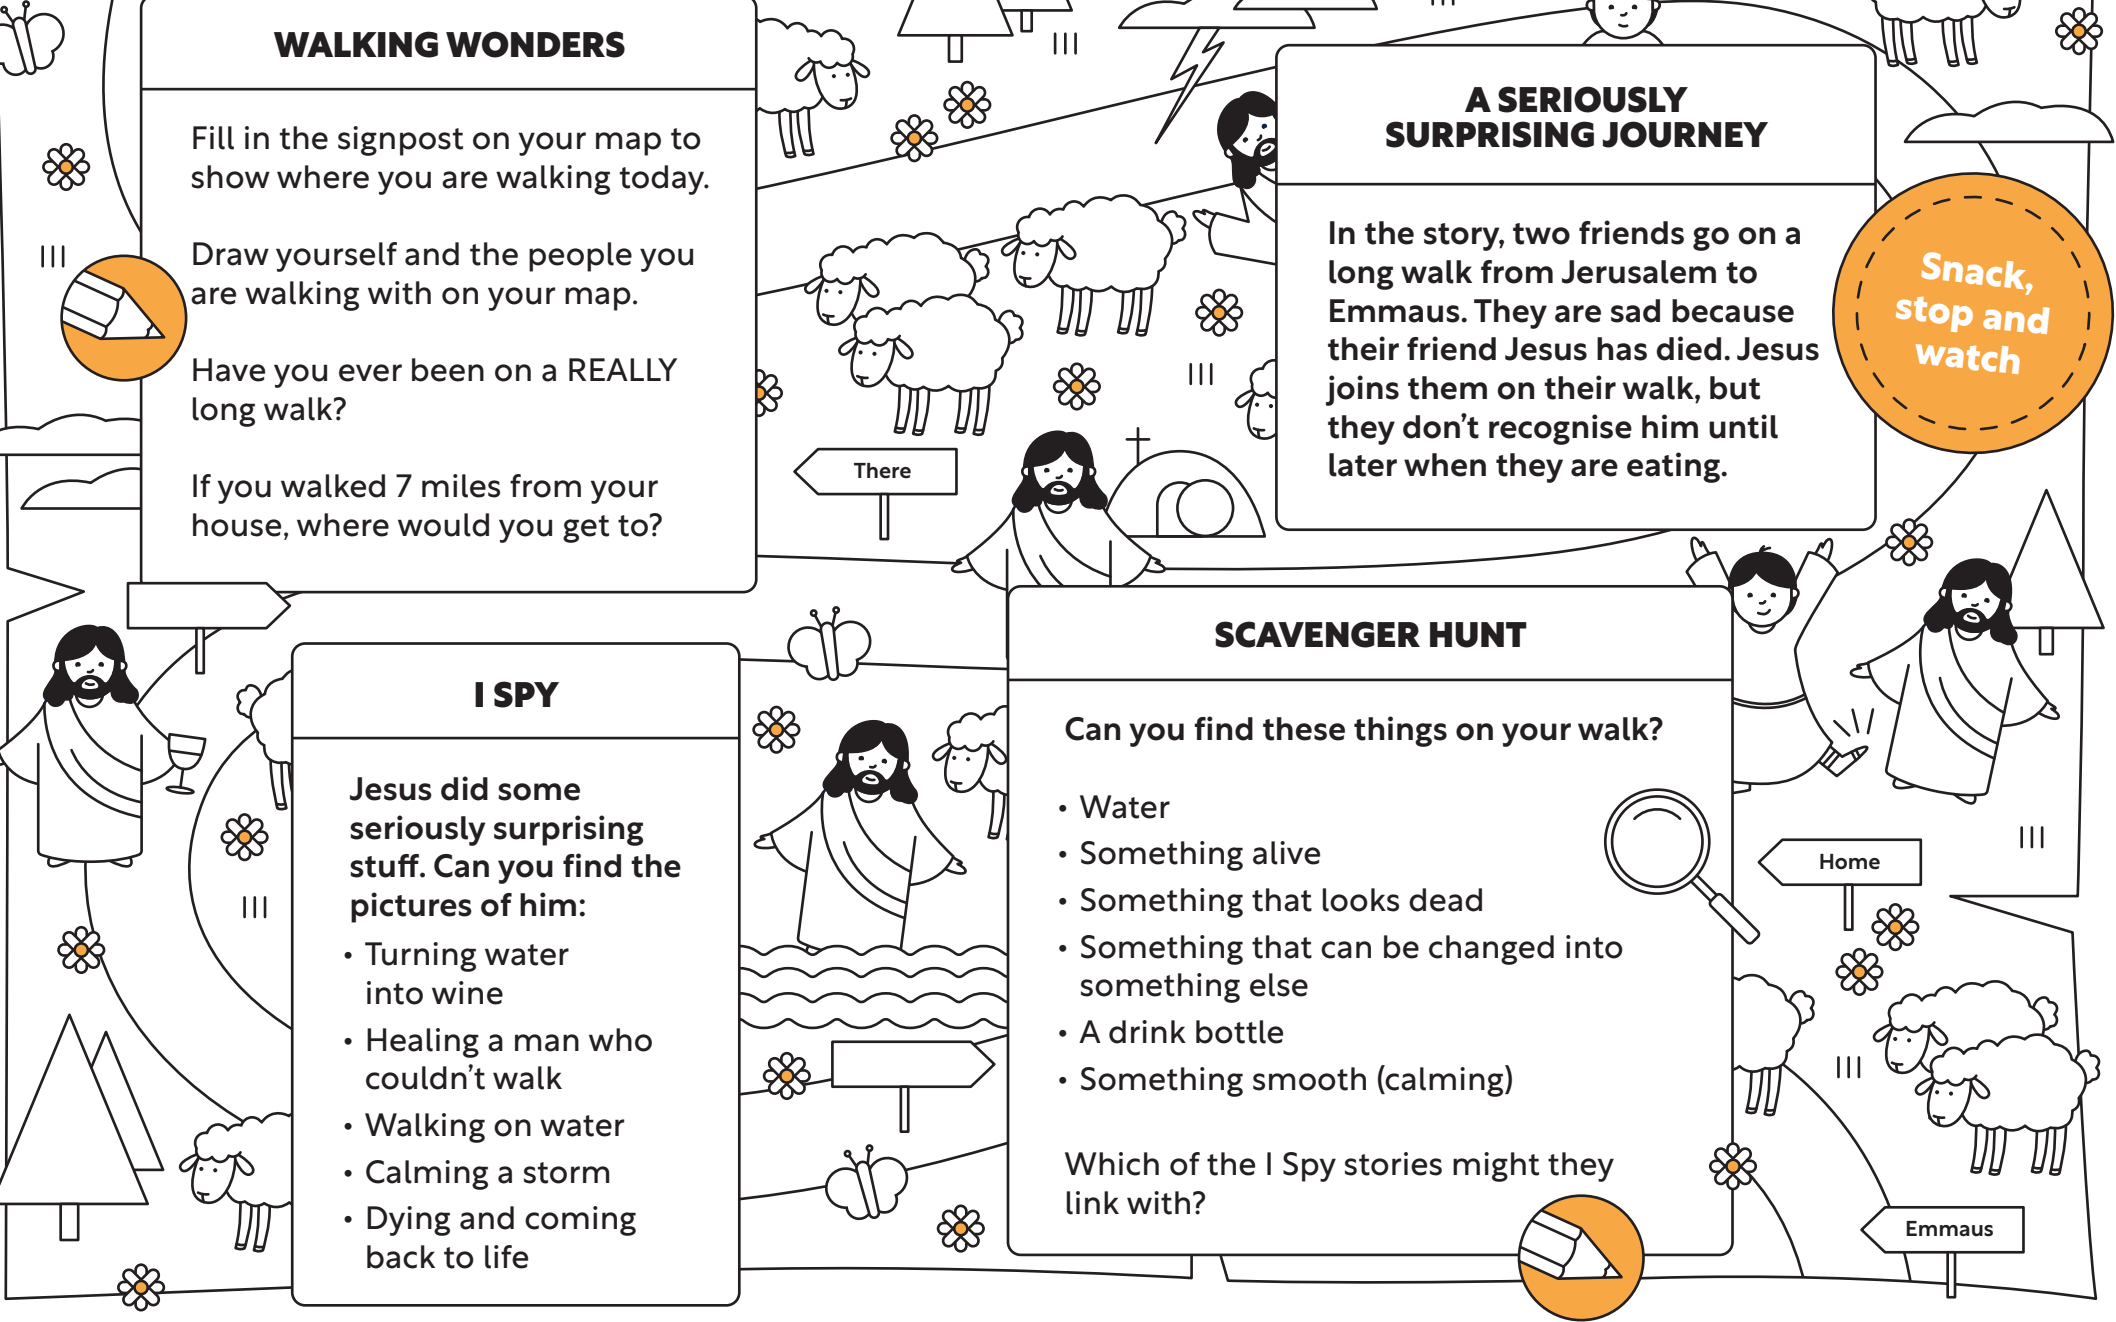 WALKING WONDERS
Fill in the signpost on your map to
show where you are walking today.
Draw yourself and the people you
are walking with on your map.
Have you ever been on a REALLY
long walk?
If you walked 7 miles from your
house, where would you get to?
A SERIOUSLY
SURPRISING JOURNEY
In the story, two friends go on a
long walk from Jerusalem to
Emmaus. They are sad because
their friend Jesus has died. Jesus
joins them on their walk, but
they don’t recognise him until
later when they are eating.
Snack,
stop and
watch
There
I SPY
Jesus did some
seriously surprising
stuff. Can you find the
pictures of him:
• Turning water
into wine
• Healing a man who
couldn’t walk
• Walking on water
• Calming a storm
• Dying and coming
back to life
SCAVENGER HUNT
Can you find these things on your walk?
• Water
• Something alive
• Something that looks dead
• Something that can be changed into
something else
• A drink bottle
• Something smooth (calming)
Which of the I Spy stories might they
link with?
Home
Emmaus